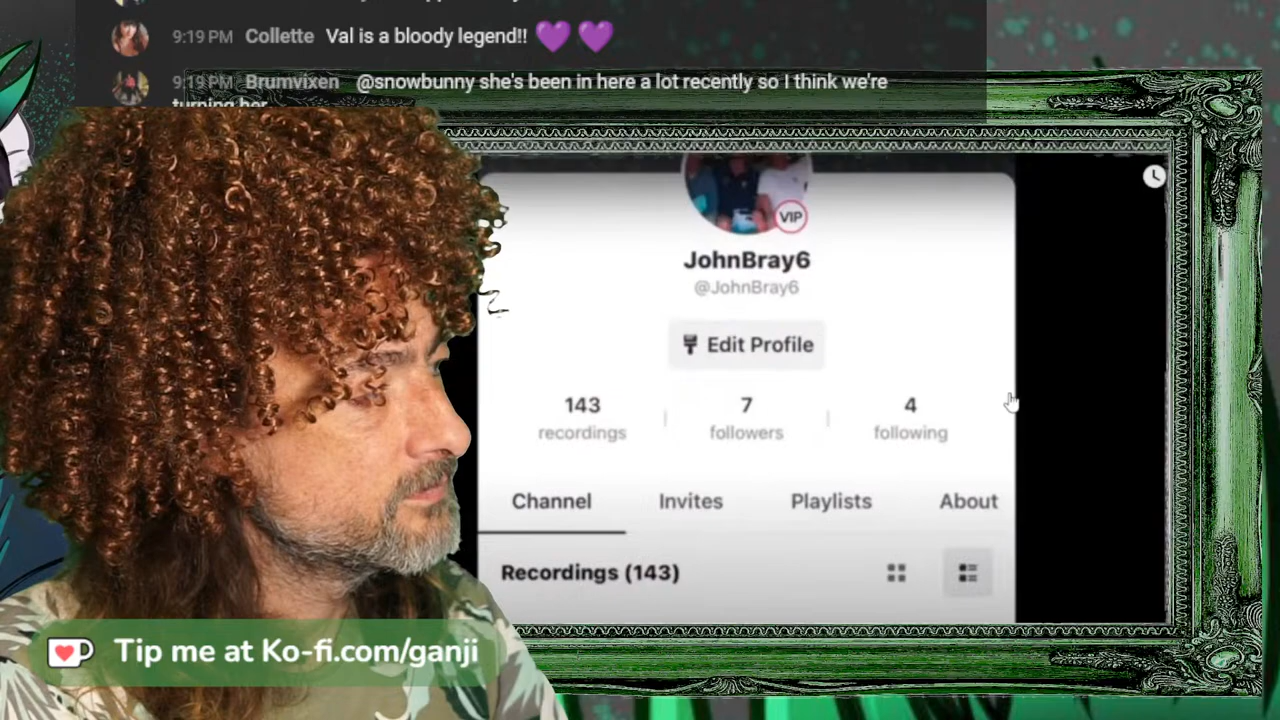 9:19 PM Collette Val is a bloody legend!! 💜 💜
9:19 PM Brumvixen @snowbunny she's been in here a lot recently so I think we're
turning her
VIP
JohnBray6
@JohnBray6
Edit Profile
143 7 4
recordings followers following
Channel Invites Playlists About
Recordings (143)
Tip me at Ko-fi.com/ganji